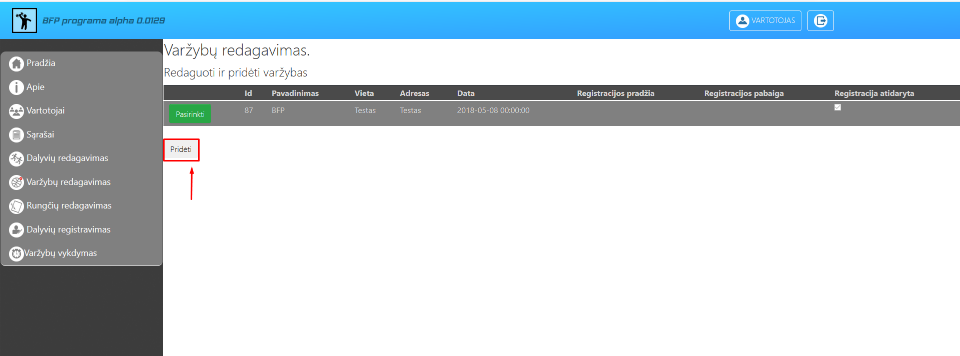 BFP programa alpha 0.0129
VARTOTOJAS
Pradžia
Apie
Vartotojai
Sąrašai
Dalyvių redagavimas
Varžybų redagavimas
Rungčių redagavimas
Dalyvių registravimas
Varžybų vykdymas
Varžybų redagavimas.
Redaguoti ir pridėti varžybas
Id Pavadinimas Vieta Adresas Data Registracijos pradžia Registracijos pabaiga Registracija atidaryta
Pasirinkti 87 BFP Testas Testas 2018-05-08 00:00:00
Pridėti